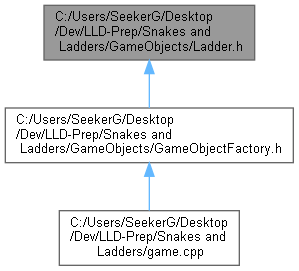 C:/Users/SeekerG/Desktop
/Dev/LLD-Prep/Snakes and
Ladders/GameObjects/Ladder.h
C:/Users/SeekerG/Desktop
/Dev/LLD-Prep/Snakes and
Ladders/GameObjects/GameObjectFactory.h
C:/Users/SeekerG/Desktop
/Dev/LLD-Prep/Snakes and
Ladders/game.cpp